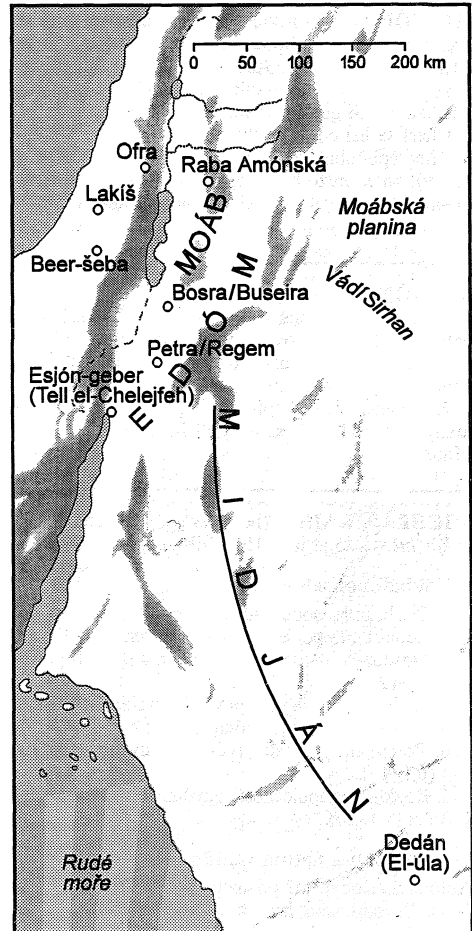 0 50 100 150 200 km
Ofra
Raba Amónská
Lakíš
MOÁB
Moábská
planina
Beer-šeba
Vádí Sirhan
Bosra/Buseira
EDÓM
Petra/Regem
Esjón-geber
(Tell el-Chelejfeh)
MIDJÁN
Dedán
(El-úla)
Rudé
moře